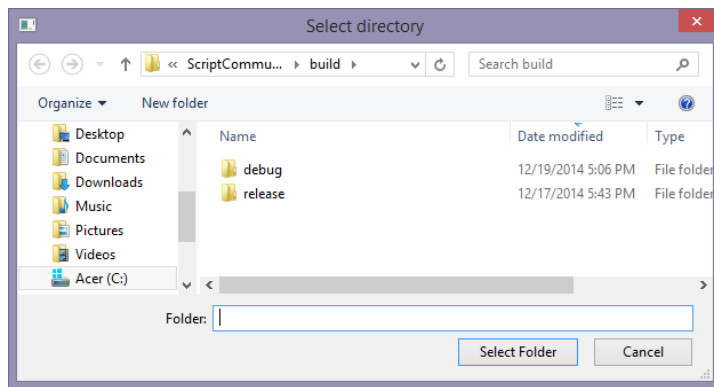 Select directory
« ScriptCommu... build
Search build
Organize New folder
Name Date modified Type
Desktop
Documents
Downloads
Music
Pictures
Videos
Acer (C:)
debug 12/19/2014 5:06 PM File folder
release 12/17/2014 5:43 PM File folder
Folder:
Select Folder Cancel